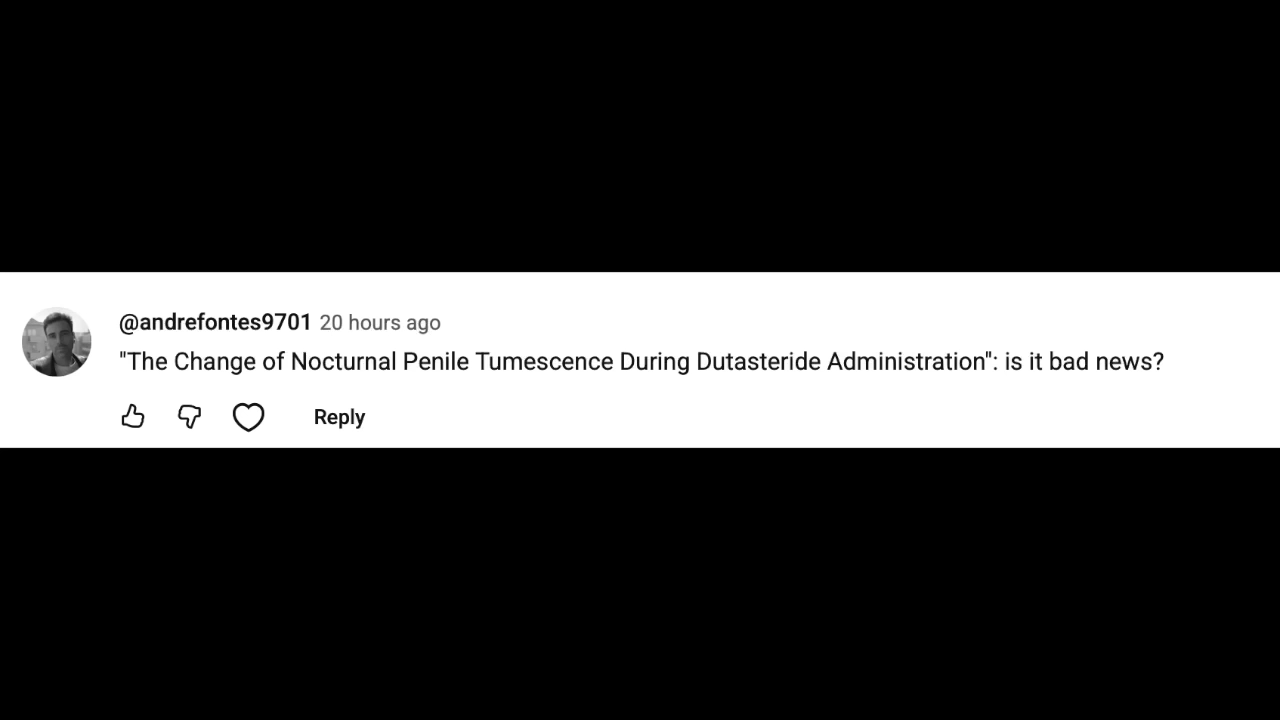 @andrefontes9701 20 hours ago
"The Change of Nocturnal Penile Tumescence During Dutasteride Administration": is it bad news?
Reply